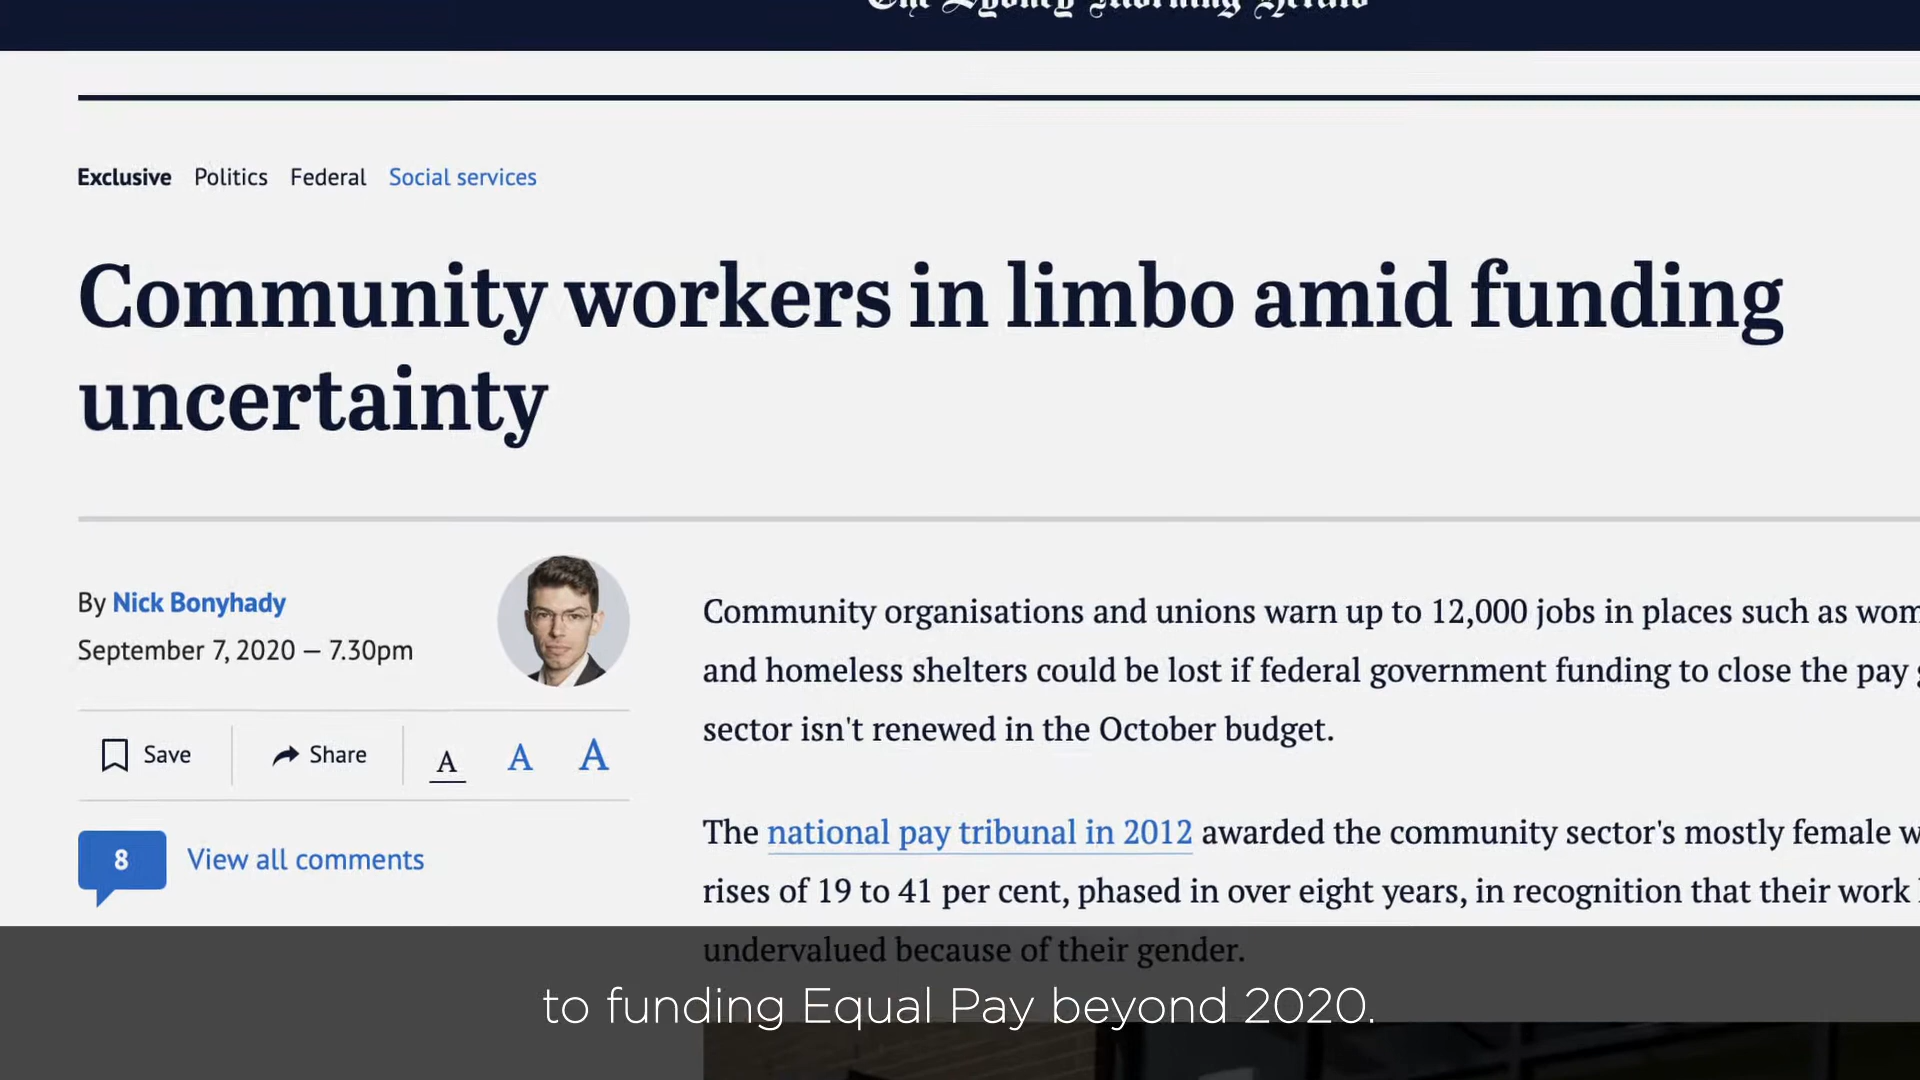 The Sydney Morning Herald
Exclusive Politics Federal Social services
Community workers in limbo amid funding
uncertainty
By Nick Bonyhady
September 7, 2020 — 7.30pm
Save Share A A A
8 View all comments
Community organisations and unions warn up to 12,000 jobs in places such as
and homeless shelters could be lost if federal government funding to close the pay
sector isn't renewed in the October budget.
The national pay tribunal in 2012 awarded the community sector's mostly female
rises of 19 to 41 per cent, phased in over eight years, in recognition that their work
undervalued because of their gender.
to funding Equal Pay beyond 2020.